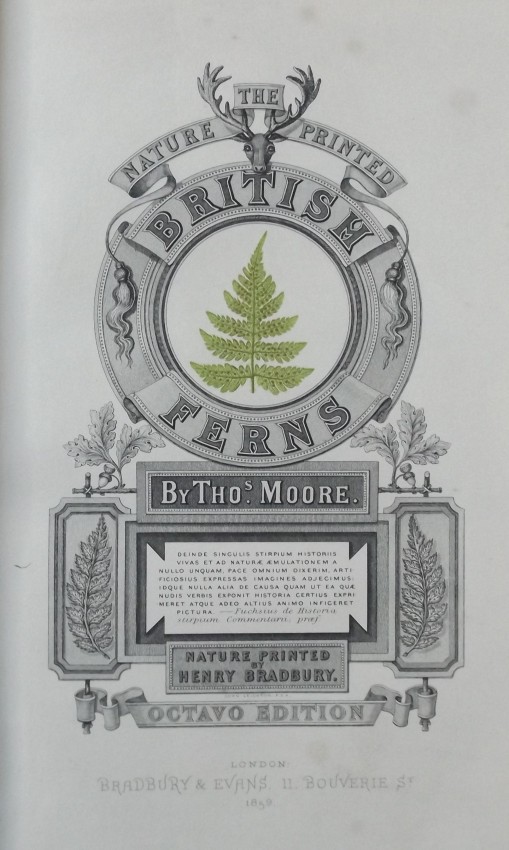 THE
NATURE PRINTED
BRITISH
FERNS
By Thos. Moore.
DEINDE SINGULIS STIRPIUM HISTORIIS
VIVAS ET AD NATURÆ ÆMULATIONEM A
NULLO UNQUAM, PACE OMNIUM DIXERIM, ARTI-
FICIOSIUS EXPRESSAS IMAGINES ADJECIMUS:
IDQUE NULLA ALIA DE CAUSA QUAM UT EA QUÆ
NUDIS VERBIS EXPONIT HISTORIA CERTIUS EXPRI
MERET ATQUE ADEO ALTIUS ANIMO INFIGERET
PICTURA. — Fuchsius de Historia
stirpium Commentarii, præf
NATURE PRINTED
BY
HENRY BRADBURY.
OCTAVO EDITION
LONDON
BRADBURY & EVANS, 11, BOUVERIE St